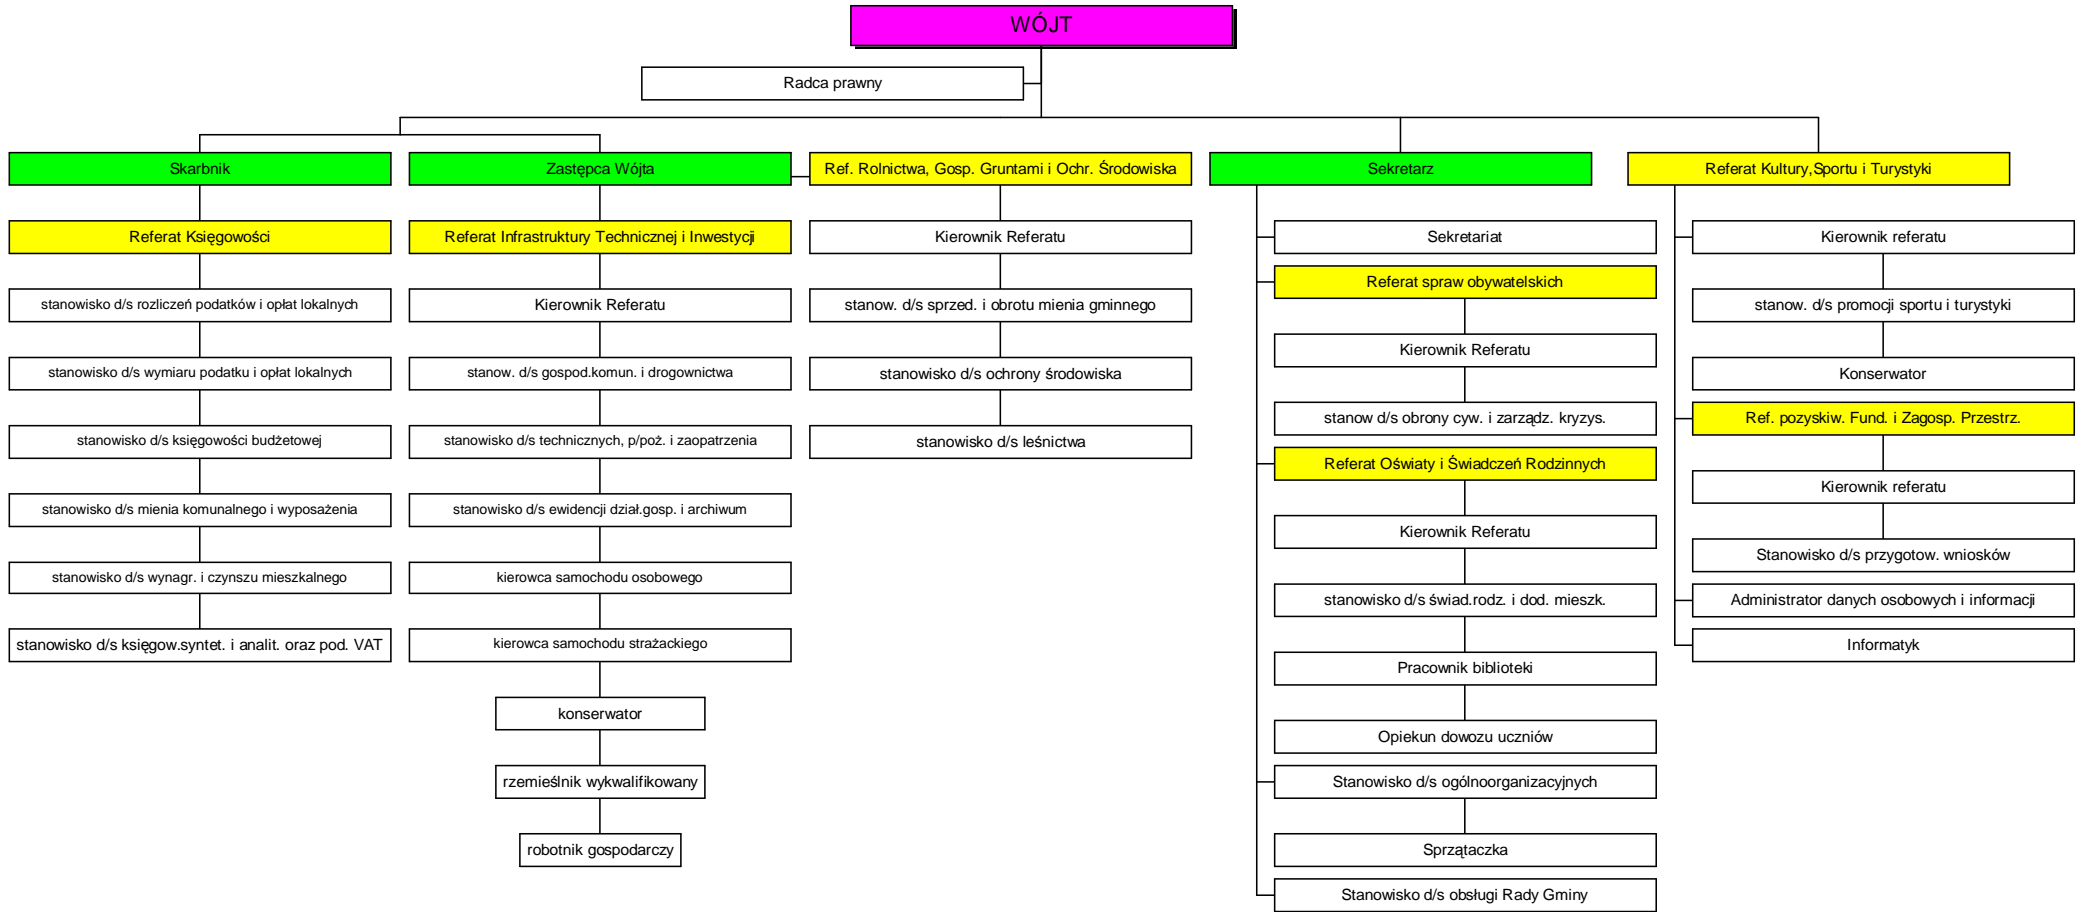 WÓJT
Radca prawny
Skarbnik
Referat Księgowości
stanowisko d/s rozliczeń podatków i opłat lokalnych
stanowisko d/s wymiaru podatku i opłat lokalnych
stanowisko d/s księgowości budżetowej
stanowisko d/s mienia komunalnego i wyposażenia
stanowisko d/s wynagr. i czynszu mieszkalnego
stanowisko d/s księgow.syntet. i analit. oraz pod. VAT
Zastępca Wójta
Referat Infrastruktury Technicznej i Inwestycji
Kierownik Referatu
stanow. d/s gospod.komun. i drogownictwa
stanowisko d/s technicznych, p/poż. i zaopatrzenia
stanowisko d/s ewidencji dział.gosp. i archiwum
kierowca samochodu osobowego
kierowca samochodu strażackiego
konserwator
rzemieślnik wykwalifikowany
robotnik gospodarczy
Ref. Rolnictwa, Gosp. Gruntami i Ochr. Środowiska
Kierownik Referatu
stanow. d/s sprzed. i obrotu mienia gminnego
stanowisko d/s ochrony środowiska
stanowisko d/s leśnictwa
Sekretarz
Sekretariat
Referat spraw obywatelskich
Kierownik Referatu
stanow d/s obrony cyw. i zarządz. kryzys.
Referat Oświaty i Świadczeń Rodzinnych
Kierownik Referatu
stanowisko d/s świad.rodz. i dod. mieszk.
Pracownik biblioteki
Opiekun dowozu uczniów
Stanowisko d/s ogólnoorganizacyjnych
Sprzątaczka
Stanowisko d/s obsługi Rady Gminy
Referat Kultury,Sportu i Turystyki
Kierownik referatu
stanow. d/s promocji sportu i turystyki
Konserwator
Ref. pozyskiw. Fund. i Zagosp. Przestrz.
Kierownik referatu
Stanowisko d/s przygotow. wniosków
Administrator danych osobowych i informacji
Informatyk